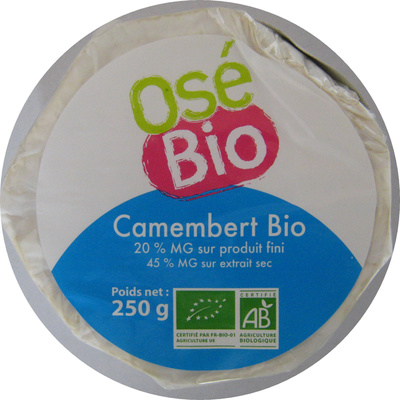 Osé
Bio
Camembert Bio
20 % MG sur produit fini
45 % MG sur extrait sec
Poids net :
250 g
CERTIFIÉ PAR FR-BIO-01
AGRICULTURE UE
CERTIFIÉ
AB
AGRICULTURE
BIOLOGIQUE